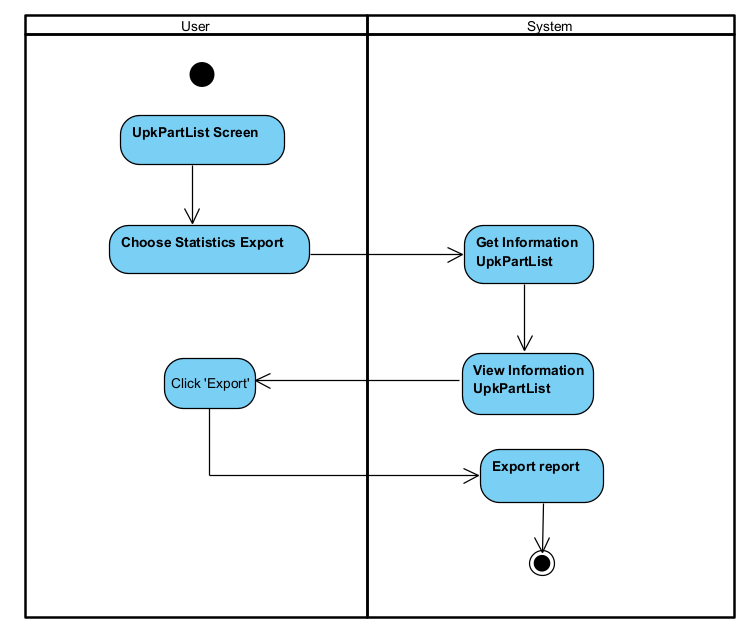 User
System
UpkPartList Screen
Choose Statistics Export
Get Information
UpkPartList
View Information
UpkPartList
Click 'Export'
Export report